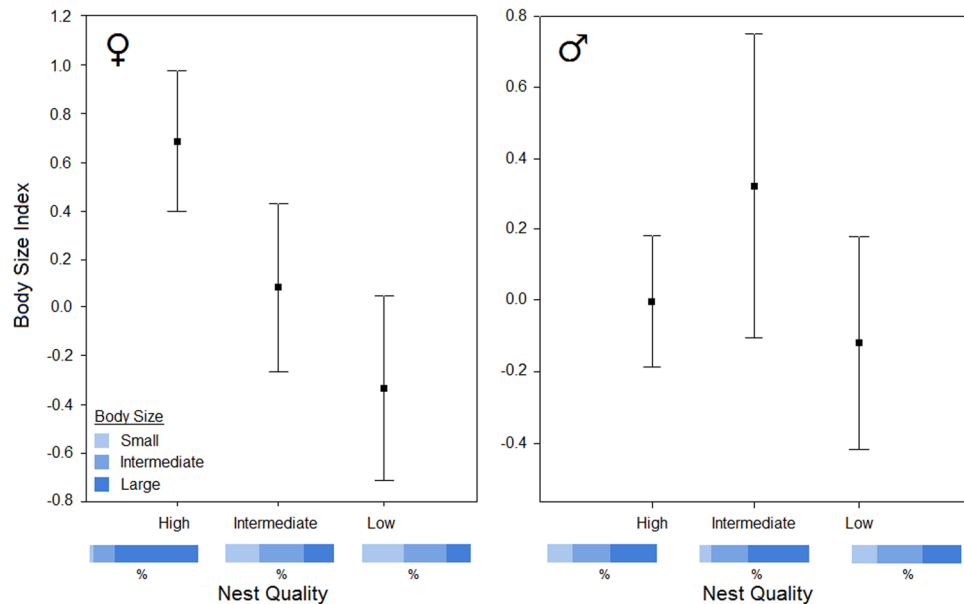 ♀
1.2
1.0
0.8
0.6
0.4
0.2
0.0
-0.2
-0.4
-0.6
-0.8
Body Size Index
Body Size
Small
Intermediate
Large
High Intermediate Low
% % %
Nest Quality
♂
0.8
0.6
0.4
0.2
0.0
-0.2
-0.4
High Intermediate Low
% % %
Nest Quality